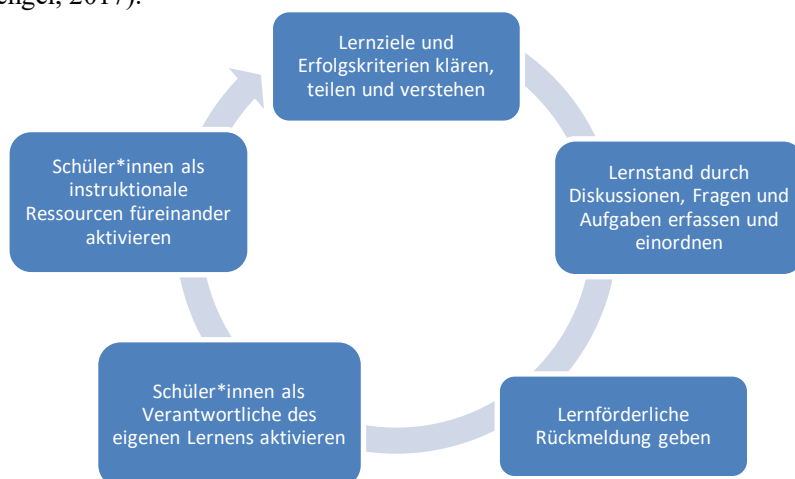 2017).
Lernziele und
Erfolgskriterien klären,
teilen und verstehen
Lernstand durch
Diskussionen, Fragen und
Aufgaben erfassen und
einordnen
Lernförderliche
Rückmeldung geben
Schüler*innen als
Verantwortliche des
eigenen Lernens aktivieren
Schüler*innen als
instruktionale
Ressourcen füreinander
aktivieren